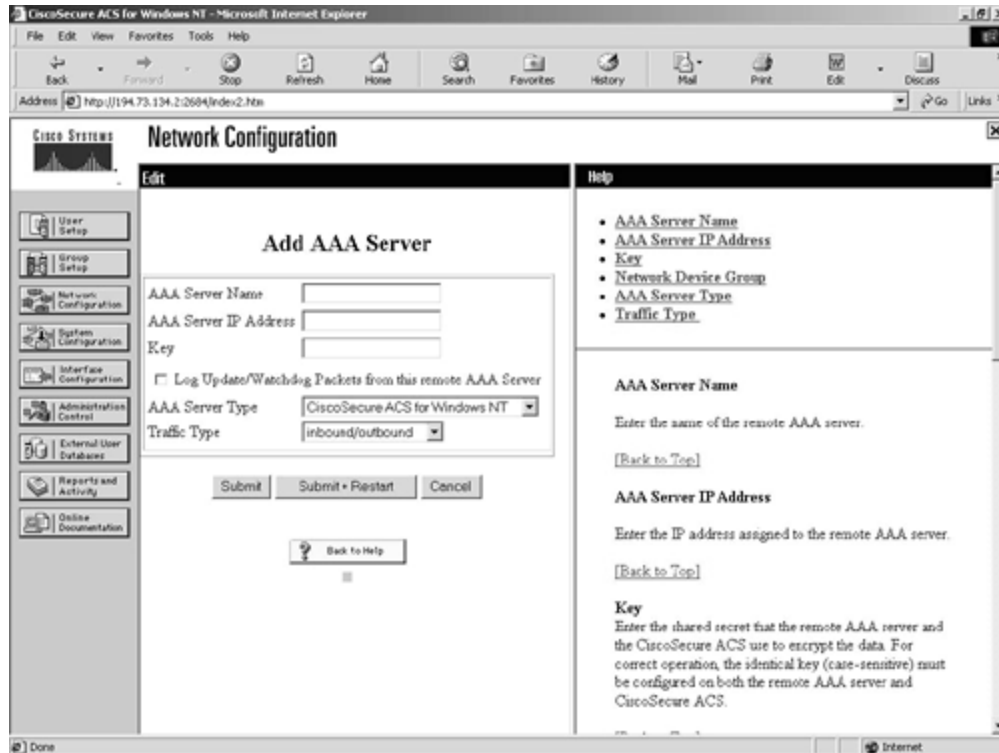 CiscoSecure ACS for Windows NT - Microsoft Internet Explorer
File Edit View Favorites Tools Help
Back Forward Stop Refresh Home Search Favorites History Mail Print Edit Discuss
Address http://194.73.134.2:2684/index2.htm Go Links
CISCO SYSTEMS
Network Configuration
Edit
Help
User Setup
Group Setup
Network Configuration
System Configuration
Interface Configuration
Administration Control
External User Databases
Reports and Activity
Online Documentation
Add AAA Server
AAA Server Name
AAA Server IP Address
Key
Log Update/Watchdog Packets from this remote AAA Server
AAA Server Type CiscoSecure ACS for Windows NT
Traffic Type inbound/outbound
Submit Submit + Restart Cancel
? Back to Help
• AAA Server Name
• AAA Server IP Address
• Key
• Network Device Group
• AAA Server Type
• Traffic Type
AAA Server Name
Enter the name of the remote AAA server.
[Back to Top]
AAA Server IP Address
Enter the IP address assigned to the remote AAA server.
[Back to Top]
Key
Enter the shared secret that the remote AAA server and
the CiscoSecure ACS use to encrypt the data. For
correct operation, the identical key (case-sensitive) must
be configured on both the remote AAA server and
CiscoSecure ACS.
Done
Internet